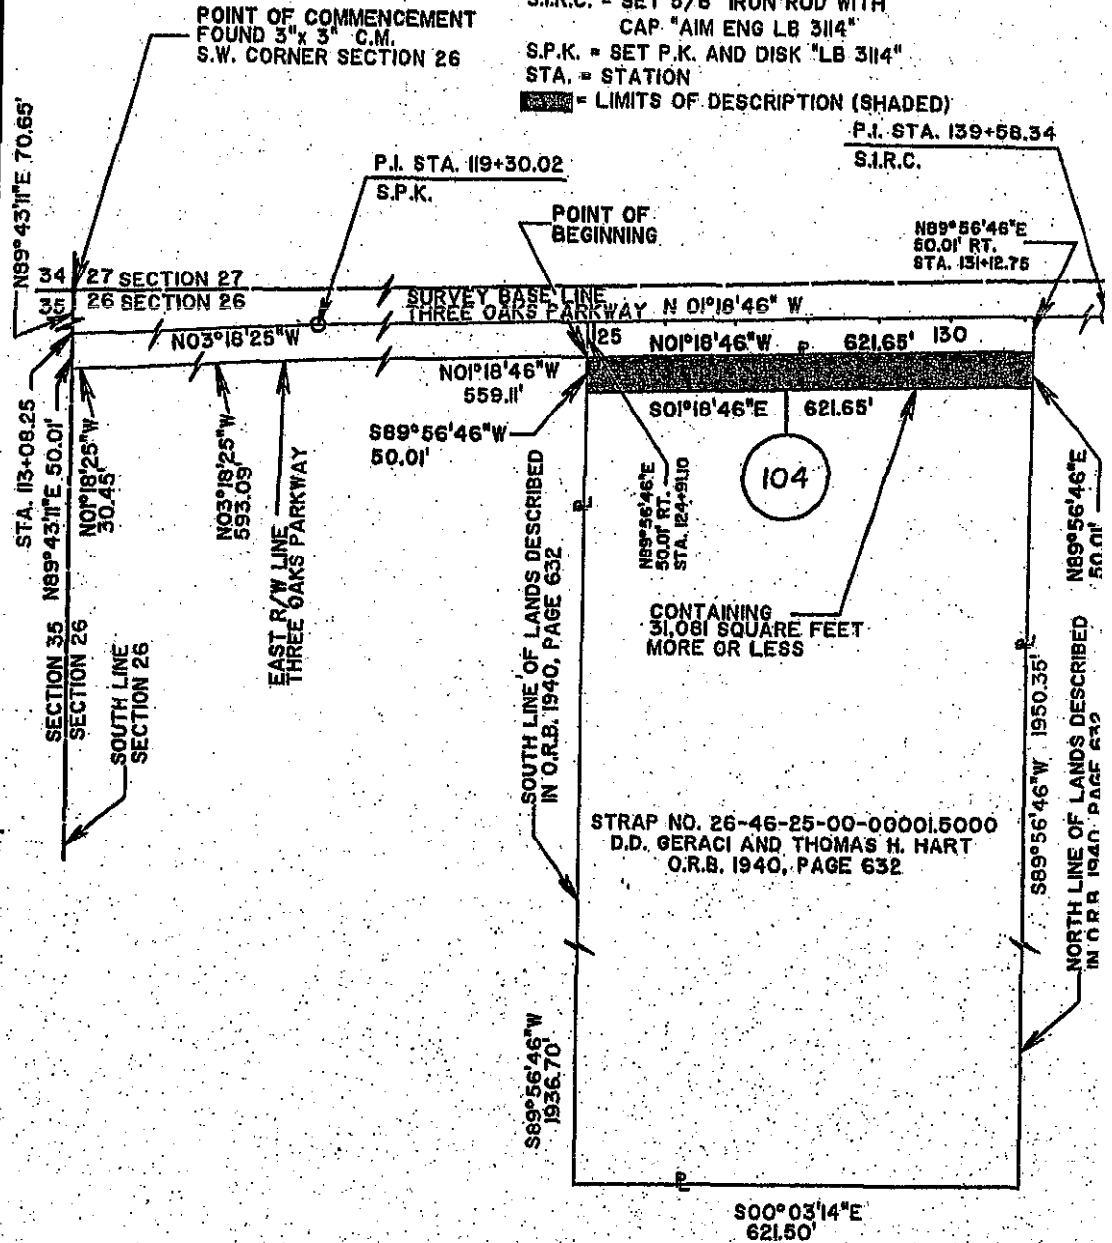 S.I.R.C. = SET 5/8" IRON ROD WITH
CAP "AIM ENG LB 3114"
S.P.K. = SET P.K. AND DISK "LB 3114"
STA. = STATION
= LIMITS OF DESCRIPTION (SHADED)
POINT OF COMMENCEMENT
FOUND 3"x 3" C.M.
S.W. CORNER SECTION 26
P.I. STA. 139+58.34
S.I.R.C.
P.I. STA. 119+30.02
S.P.K.
N89°43'11"E 70.65'
POINT OF
BEGINNING
N89°56'46"E
50.01' RT.
STA. 131+12.75
34 27 SECTION 27
35 26 SECTION 26
SURVEY BASE LINE
THREE OAKS PARKWAY N 01°18'46" W
N03°18'25"W
125 N01°18'46"W P 621.65' 130
N01°18'46"W
559.11'
S01°18'46"E 621.65'
S89°56'46"W
50.01'
104
STA. 113+08.25
N89°43'11"E 50.01'
N01°18'25"W
30.45'
N03°18'25"W
593.09'
EAST R/W LINE
THREE OAKS PARKWAY
N89°56'46"E
50.01' RT.
STA. 124+91.10
N89°56'46"E
50.01'
CONTAINING
31,081 SQUARE FEET
MORE OR LESS
SECTION 35
SECTION 26
SOUTH LINE
SECTION 26
SOUTH LINE OF LANDS DESCRIBED
IN O.R.B. 1940, PAGE 632
S89°56'46"W 1950.35'
NORTH LINE OF LANDS DESCRIBED
IN O.R.B. 1940, PAGE 632
STRAP NO. 26-46-25-00-00001.5000
D.D. GERACI AND THOMAS H. HART
O.R.B. 1940, PAGE 632
S89°56'46"W
1936.70'
S00°03'14"E
621.50'